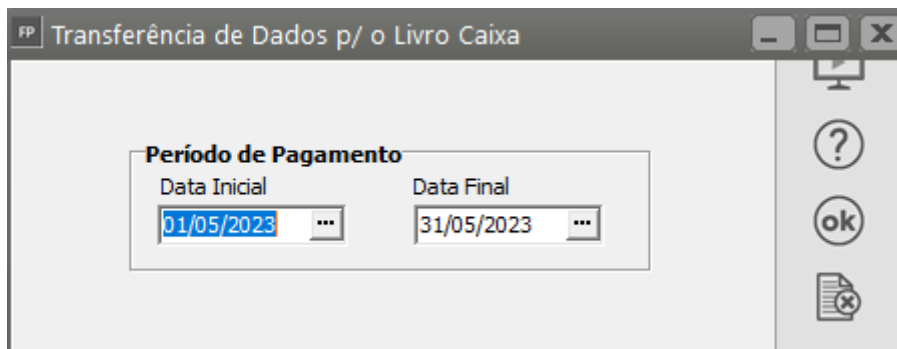 FP Transferência de Dados p/ o Livro Caixa
Período de Pagamento
Data Inicial Data Final
01/05/2023 ... 31/05/2023 ...
?
ok